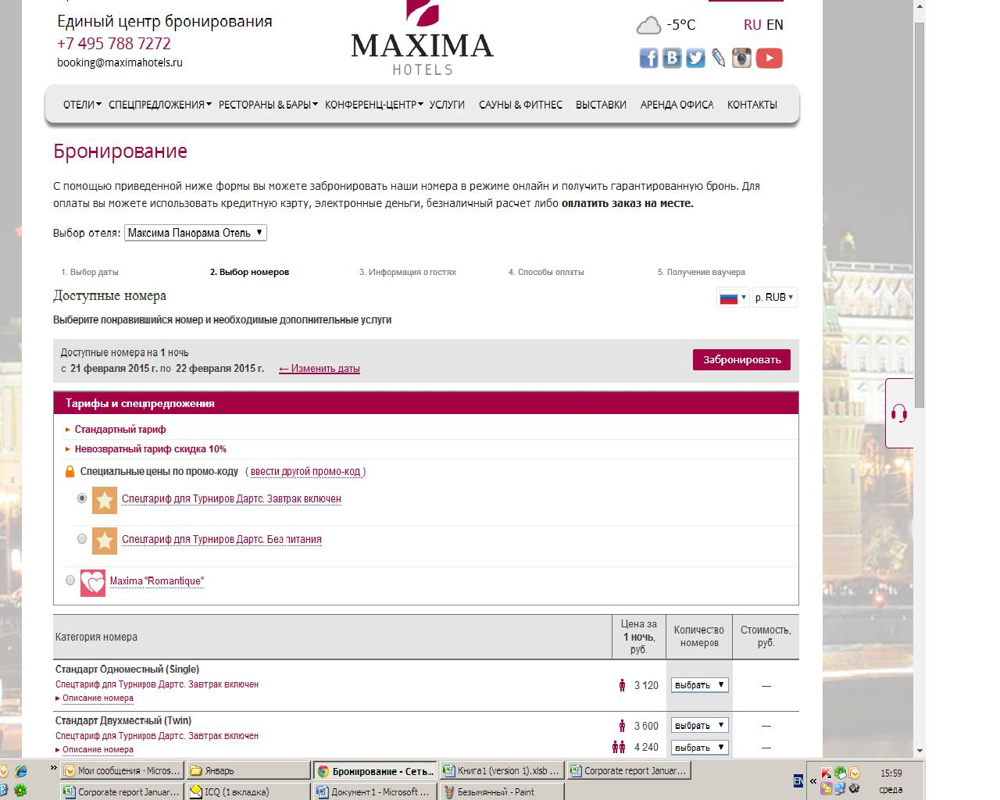 Единый центр бронирования
+7 495 788 7272
booking@maximahotels.ru
MAXIMA
HOTELS
-5°C
RU EN
ОТЕЛИ СПЕЦПРЕДЛОЖЕНИЯ РЕСТОРАНЫ & БАРЫ КОНФЕРЕНЦ-ЦЕНТР УСЛУГИ САУНЫ & ФИТНЕС ВЫСТАВКИ АРЕНДА ОФИСА КОНТАКТЫ
Бронирование
С помощью приведенной ниже формы вы можете забронировать наши номера в режиме онлайн и получить гарантированную бронь. Для
оплаты вы можете использовать кредитную карту, электронные деньги, безналичный расчет либо оплатить заказ на месте.
Выбор отеля: Максима Панорама Отель
1. Выбор даты 2. Выбор номеров 3. Информация о гостях 4. Способы оплаты 5. Получение ваучера
Доступные номера
р. RUB
Выберите понравившийся номер и необходимые дополнительные услуги
Доступные номера на 1 ночь
с 21 февраля 2015 г. по 22 февраля 2015 г. ← Изменить даты
Забронировать
Тарифы и спецпредложения
Стандартный тариф
Невозвратный тариф скидка 10%
Специальные цены по промо-коду (ввести другой промо-код)
Спецтариф для Турниров Дартс. Завтрак включен
Спецтариф для Турниров Дартс. Без питания
Maxima "Romantique"
Категория номера
Цена за
1 ночь,
руб.
Количество
номеров
Стоимость,
руб.
Стандарт Одноместный (Single)
Спецтариф для Турниров Дартс. Завтрак включен
Описание номера
3 120 выбрать —
Стандарт Двухместный (Twin)
Спецтариф для Турниров Дартс. Завтрак включен
Описание номера
3 600 выбрать —
4 240 выбрать —
» Мои сообщения - Micros... Январь Бронирование - Сеть... Книга1 (version 1).xlsb ... Corporate report Januar...
Corporate report Januar... ICQ (1 вкладка) Документ1 - Microsoft ... Безымянный - Paint
EN « 15:59
среда